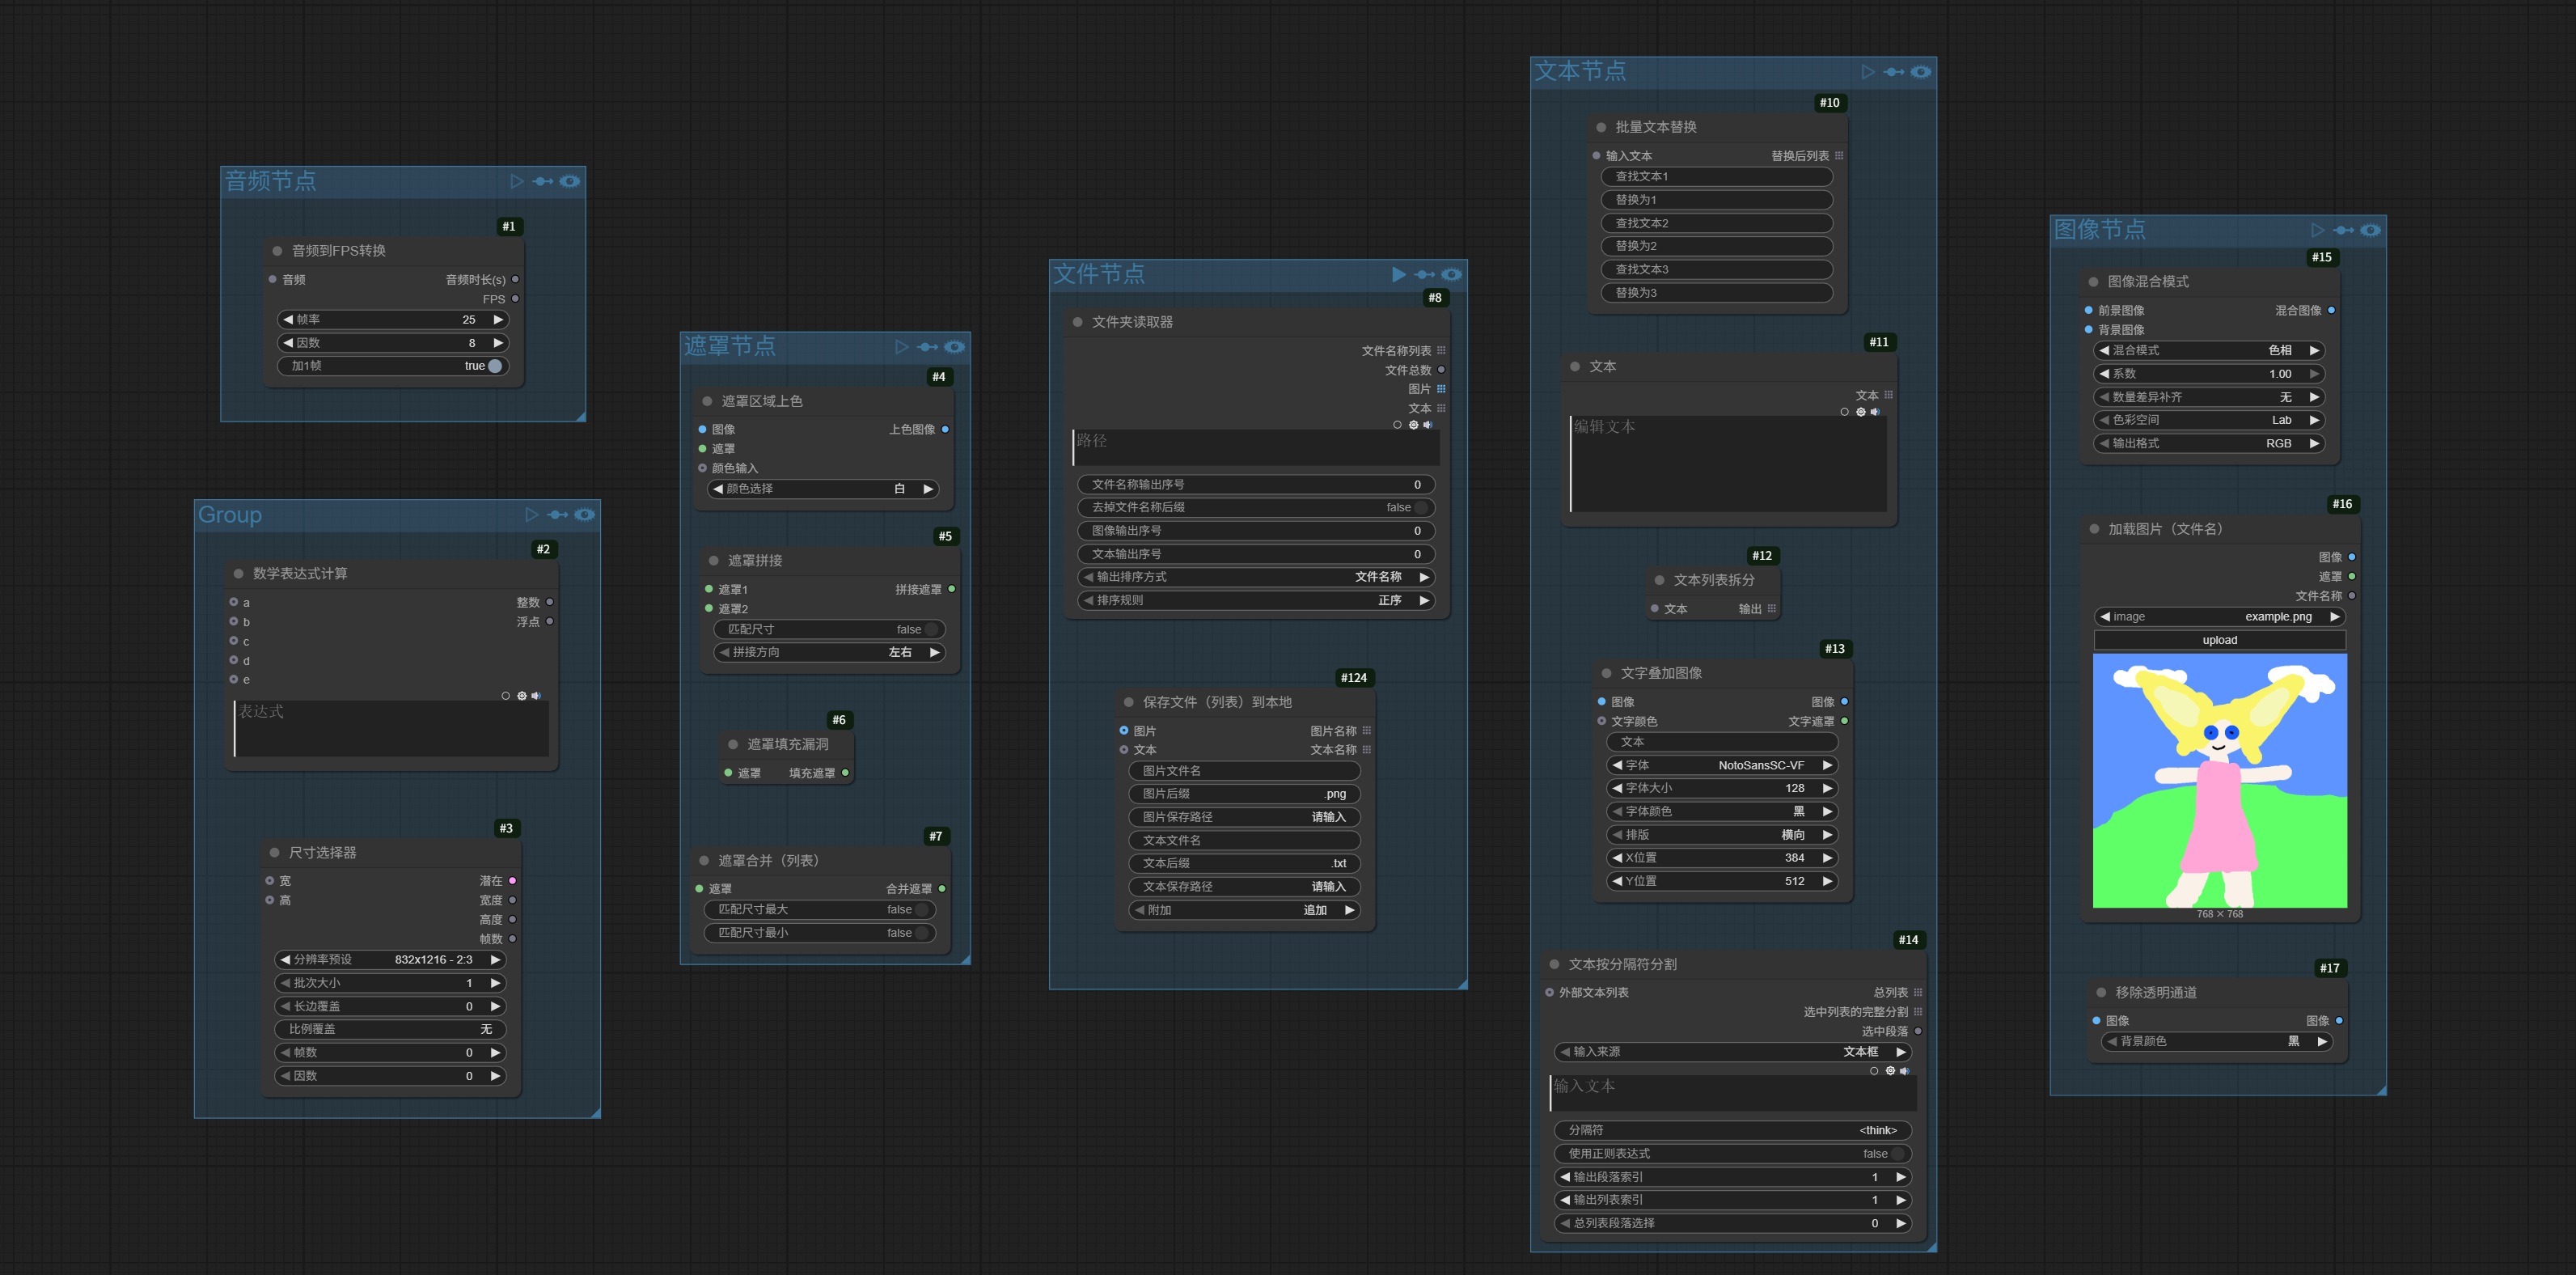 音频节点
#1
音频到FPS转换
音频 音频时长(s)
FPS
帧率 25
因数 8
加1帧 true
Group
#2
数学表达式计算
a 整数
b 浮点
c
d
e
表达式
#3
尺寸选择器
宽 潜在
高 宽度
高度
帧数
分辨率预设 832x1216 - 2:3
批次大小 1
长边覆盖 0
比例覆盖 无
帧数 0
因数 0
遮罩节点
#4
遮罩区域上色
图像 上色图像
遮罩
颜色输入
颜色选择 白
#5
遮罩拼接
遮罩1 拼接遮罩
遮罩2
匹配尺寸 false
拼接方向 左右
#6
遮罩填充漏洞
遮罩 填充遮罩
#7
遮罩合并（列表）
遮罩 合并遮罩
匹配尺寸最大 false
匹配尺寸最小 false
文件节点
#8
文件夹读取器
文件名称列表
文件总数
图片
文本
路径
文件名称输出序号 0
去掉文件名称后缀 false
图像输出序号 0
文本输出序号 0
输出排序方式 文件名称
排序规则 正序
#124
保存文件（列表）到本地
图片 图片名称
文本 文本名称
图片文件名
图片后缀 .png
图片保存路径 请输入
文本文件名
文本后缀 .txt
文本保存路径 请输入
附加 追加
文本节点
#10
批量文本替换
输入文本 替换后列表
查找文本1
替换为1
查找文本2
替换为2
查找文本3
替换为3
#11
文本
文本
编辑文本
#12
文本列表拆分
文本 输出
#13
文字叠加图像
图像 图像
文字颜色 文字遮罩
文本
字体 NotoSansSC-VF
字体大小 128
字体颜色 黑
排版 横向
X位置 384
Y位置 512
#14
文本按分隔符分割
外部文本列表 总列表
选中列表的完整分割
选中段落
输入来源 文本框
输入文本
分隔符 <think>
使用正则表达式 false
输出段落索引 1
输出列表索引 1
总列表段落选择 0
图像节点
#15
图像混合模式
前景图像 混合图像
背景图像
混合模式 色相
系数 1.00
数量差异补齐 无
色彩空间 Lab
输出格式 RGB
#16
加载图片（文件名）
图像
遮罩
文件名称
image example.png
upload
768 × 768
#17
移除透明通道
图像 图像
背景颜色 黑